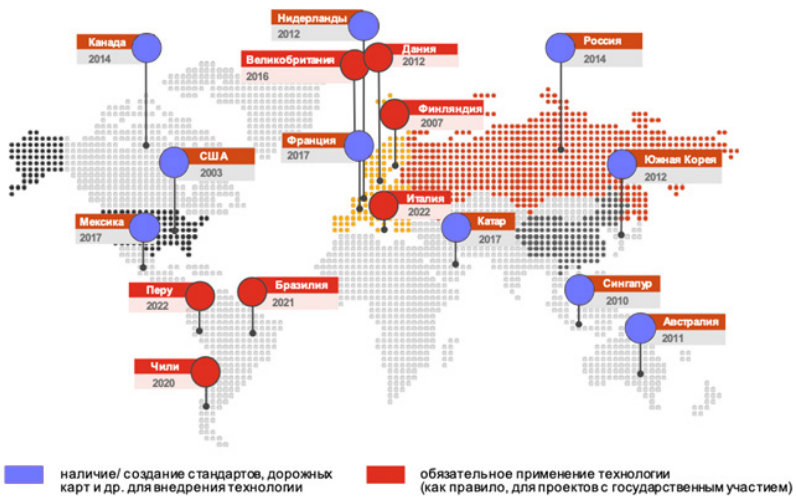 Нидерланды
2012
Канада
2014
Великобритания
2016
Дания
2012
Россия
2014
Финляндия
2007
США
2003
Франция
2017
Южная Корея
2012
Мексика
2017
Италия
2022
Катар
2017
Перу
2022
Бразилия
2021
Сингапур
2010
Австралия
2011
Чили
2020
наличие/ создание стандартов, дорожных
карт и др. для внедрения технологии
обязательное применение технологии
(как правило, для проектов с государственным участием)